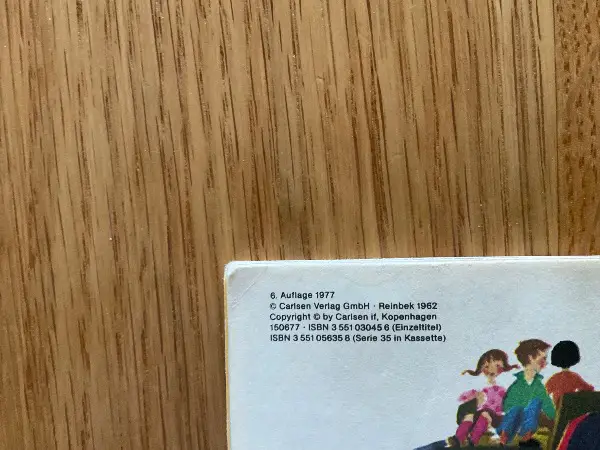 6. Auflage 1977
© Carlsen Verlag GmbH · Reinbek 1962
Copyright © by Carlsen if, Kopenhagen
150677 · ISBN 3 551 03045 6 (Einzeltitel)
ISBN 3 551 05635 8 (Serie 35 in Kassette)